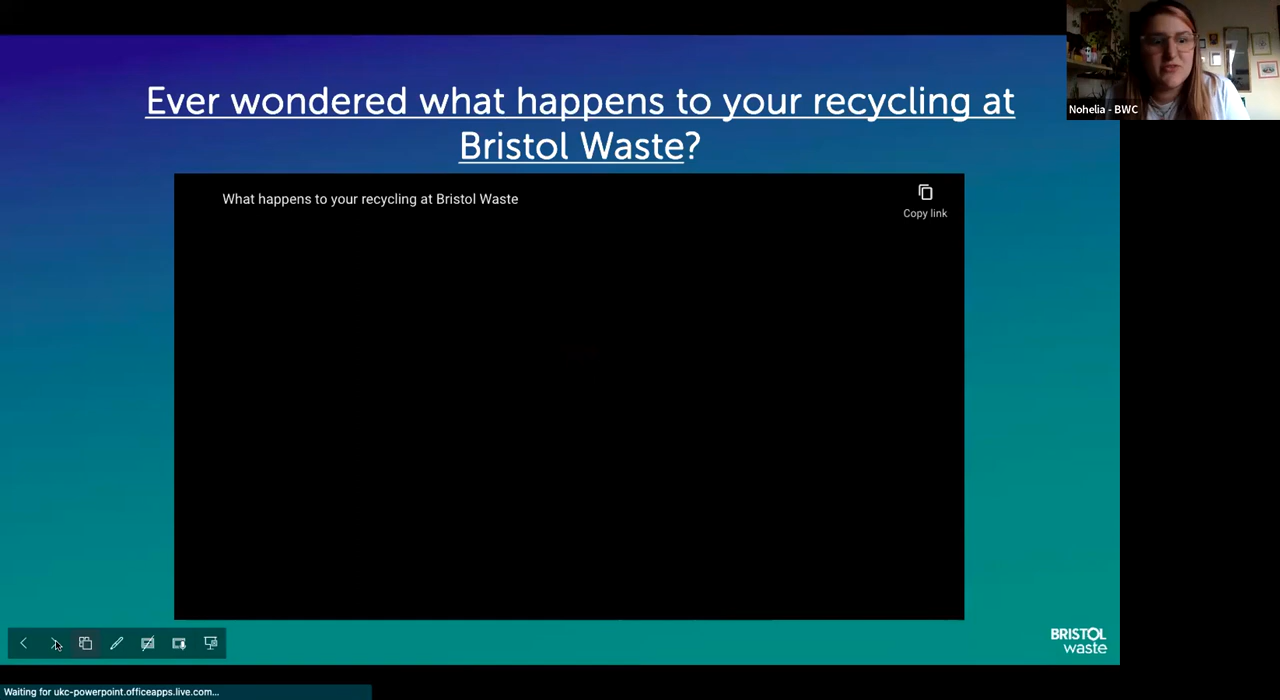 Ever wondered what happens to your recycling at
Bristol Waste?
What happens to your recycling at Bristol Waste
Copy link
Nohelia - BWC
BRISTOL
waste
Waiting for ukc-powerpoint.officeapps.live.com...